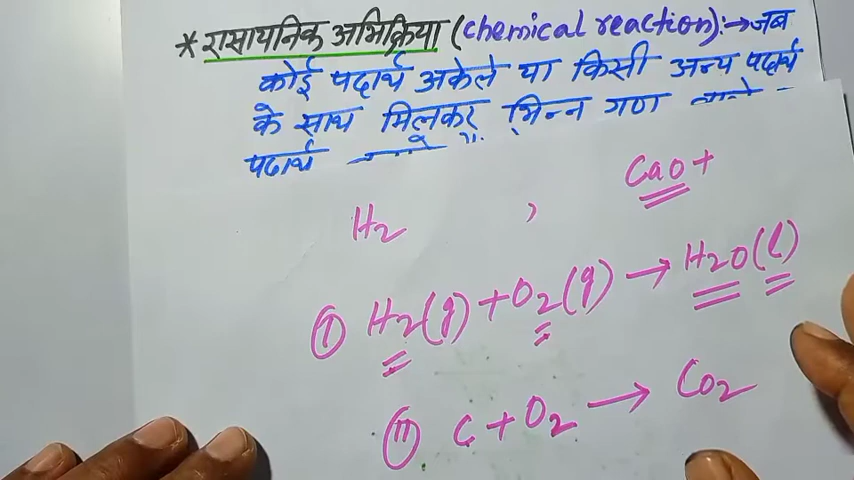 * रासायनिक अभिक्रिया (chemical reaction):→ जब
कोई पदार्थ अकेले या किसी अन्य पदार्थ
के साथ मिलकर भिन्न गुण
पदार्थ
CaO +
H2 ,
(I) H2(g) + O2(g) → H2O(l)
(II) C + O2 → CO2